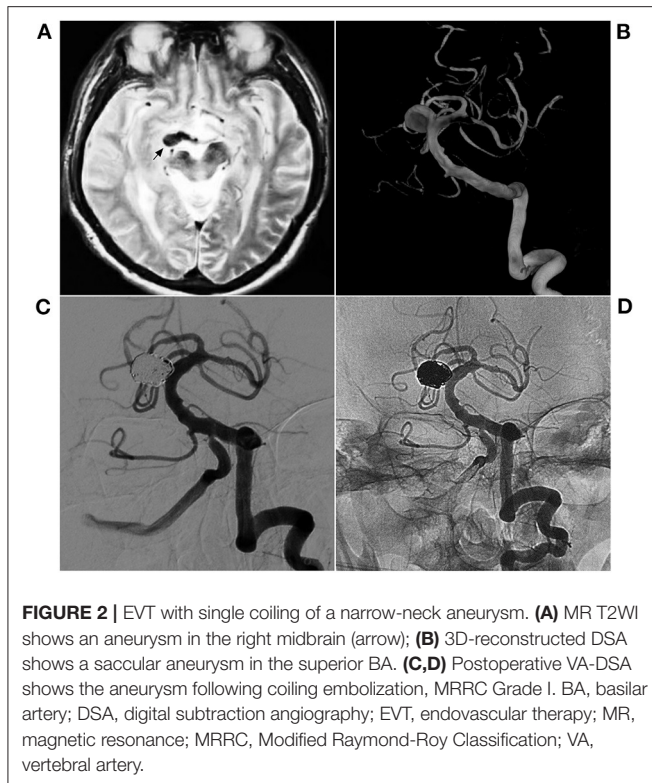 A
B
C
D
FIGURE 2 | EVT with single coiling of a narrow-neck aneurysm. (A) MR T2WI
shows an aneurysm in the right midbrain (arrow); (B) 3D-reconstructed DSA
shows a saccular aneurysm in the superior BA. (C,D) Postoperative VA-DSA
shows the aneurysm following coiling embolization, MRRC Grade I. BA, basilar
artery; DSA, digital subtraction angiography; EVT, endovascular therapy; MR,
magnetic resonance; MRRC, Modified Raymond-Roy Classification; VA,
vertebral artery.